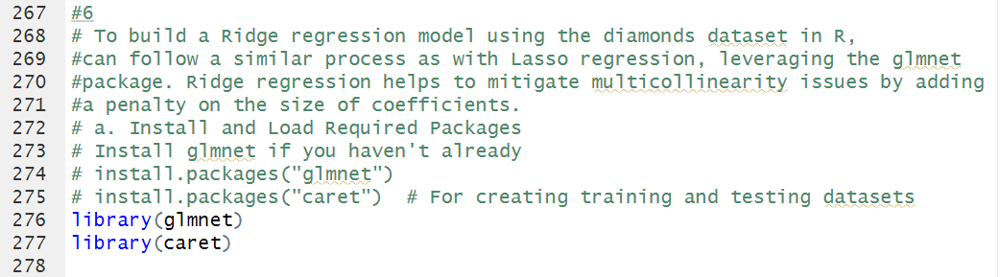 267 #6
268 # To build a Ridge regression model using the diamonds dataset in R,
269 #can follow a similar process as with Lasso regression, leveraging the glmnet
270 #package. Ridge regression helps to mitigate multicollinearity issues by adding
271 #a penalty on the size of coefficients.
272 # a. Install and Load Required Packages
273 # Install glmnet if you haven't already
274 # install.packages("glmnet")
275 # install.packages("caret")  # For creating training and testing datasets
276 library(glmnet)
277 library(caret)
278